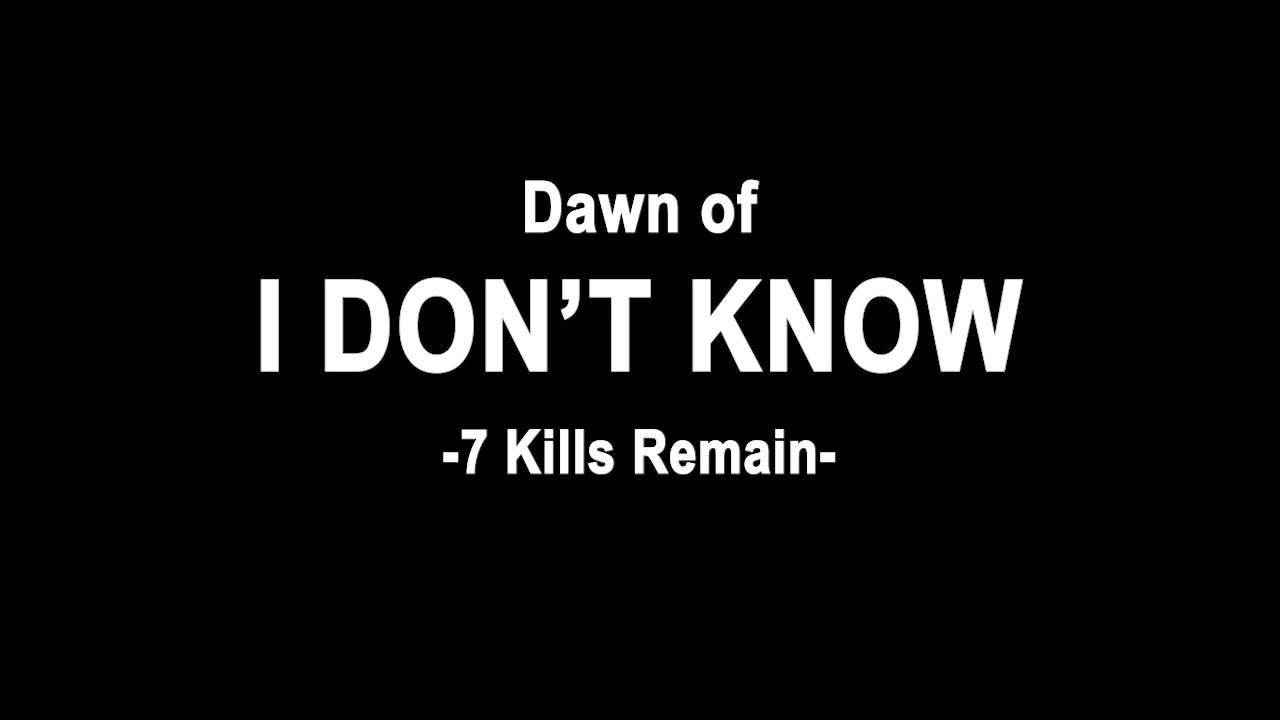 Dawn of
I DON’T KNOW
-7 Kills Remain-